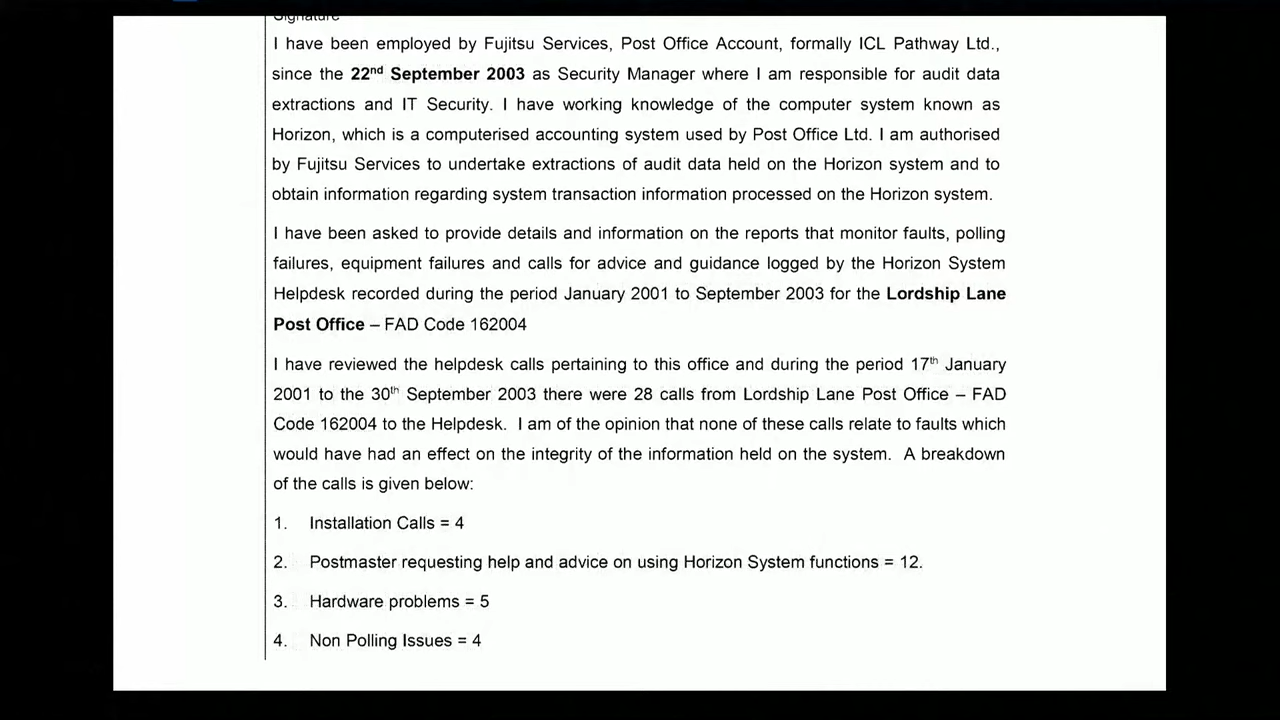 Signature
I have been employed by Fujitsu Services, Post Office Account, formally ICL Pathway Ltd.,
since the 22nd September 2003 as Security Manager where I am responsible for audit data
extractions and IT Security. I have working knowledge of the computer system known as
Horizon, which is a computerised accounting system used by Post Office Ltd. I am authorised
by Fujitsu Services to undertake extractions of audit data held on the Horizon system and to
obtain information regarding system transaction information processed on the Horizon system.
I have been asked to provide details and information on the reports that monitor faults, polling
failures, equipment failures and calls for advice and guidance logged by the Horizon System
Helpdesk recorded during the period January 2001 to September 2003 for the Lordship Lane
Post Office – FAD Code 162004
I have reviewed the helpdesk calls pertaining to this office and during the period 17th January
2001 to the 30th September 2003 there were 28 calls from Lordship Lane Post Office – FAD
Code 162004 to the Helpdesk. I am of the opinion that none of these calls relate to faults which
would have had an effect on the integrity of the information held on the system. A breakdown
of the calls is given below:
1. Installation Calls = 4
2. Postmaster requesting help and advice on using Horizon System functions = 12.
3. Hardware problems = 5
4. Non Polling Issues = 4